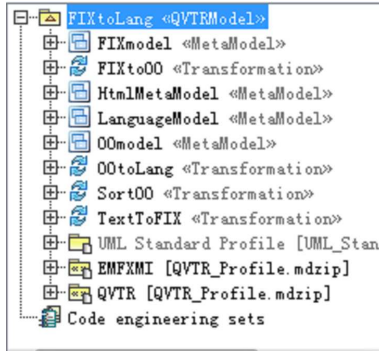 FIXtoLang «QVTRModel»
FIXmodel «MetaModel»
FIXtoOO «Transformation»
HtmlMetaModel «MetaModel»
LanguageModel «MetaModel»
OOmodel «MetaModel»
OOtoLang «Transformation»
SortOO «Transformation»
TextToFIX «Transformation»
UML Standard Profile [UML_Stan
EMFXMI [QVTR_Profile.mdzip]
QVTR [QVTR_Profile.mdzip]
Code engineering sets